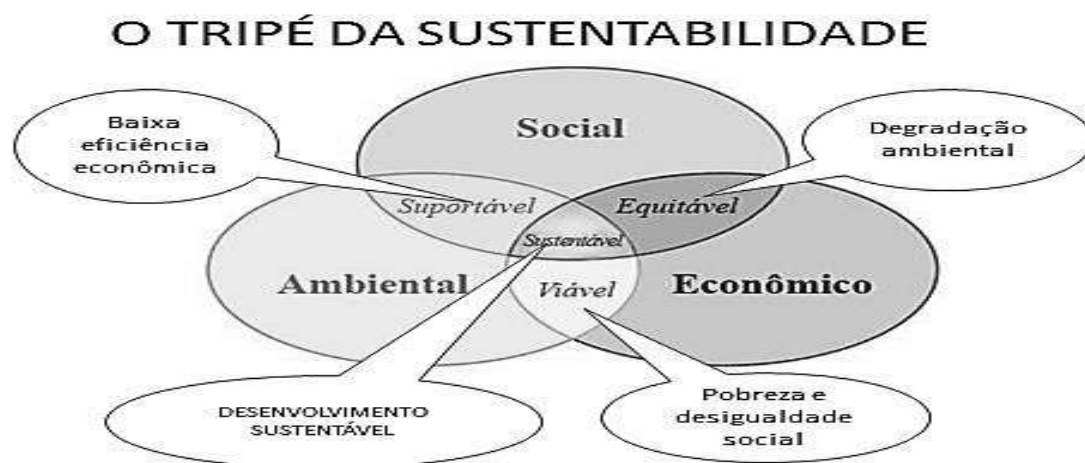 O TRIPÉ DA SUSTENTABILIDADE
Baixa
eficiência
econômica
Social
Degradação
ambiental
Suportável
Equitável
Sustentável
Ambiental
Viável
Econômico
DESENVOLVIMENTO
SUSTENTÁVEL
Pobreza e
desigualdade
social